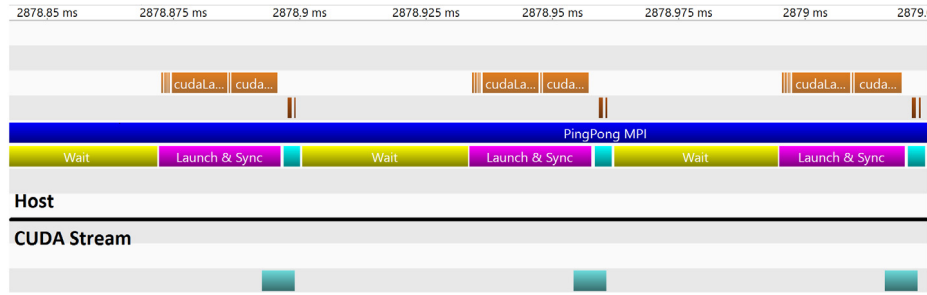 2878.85 ms 2878.875 ms 2878.9 ms 2878.925 ms 2878.95 ms 2878.975 ms 2879 ms 2879.
cudaLa... cuda... cudaLa... cuda... cudaLa... cuda...
PingPong MPI
Wait Launch & Sync Wait Launch & Sync Wait Launch & Sync
Host
CUDA Stream